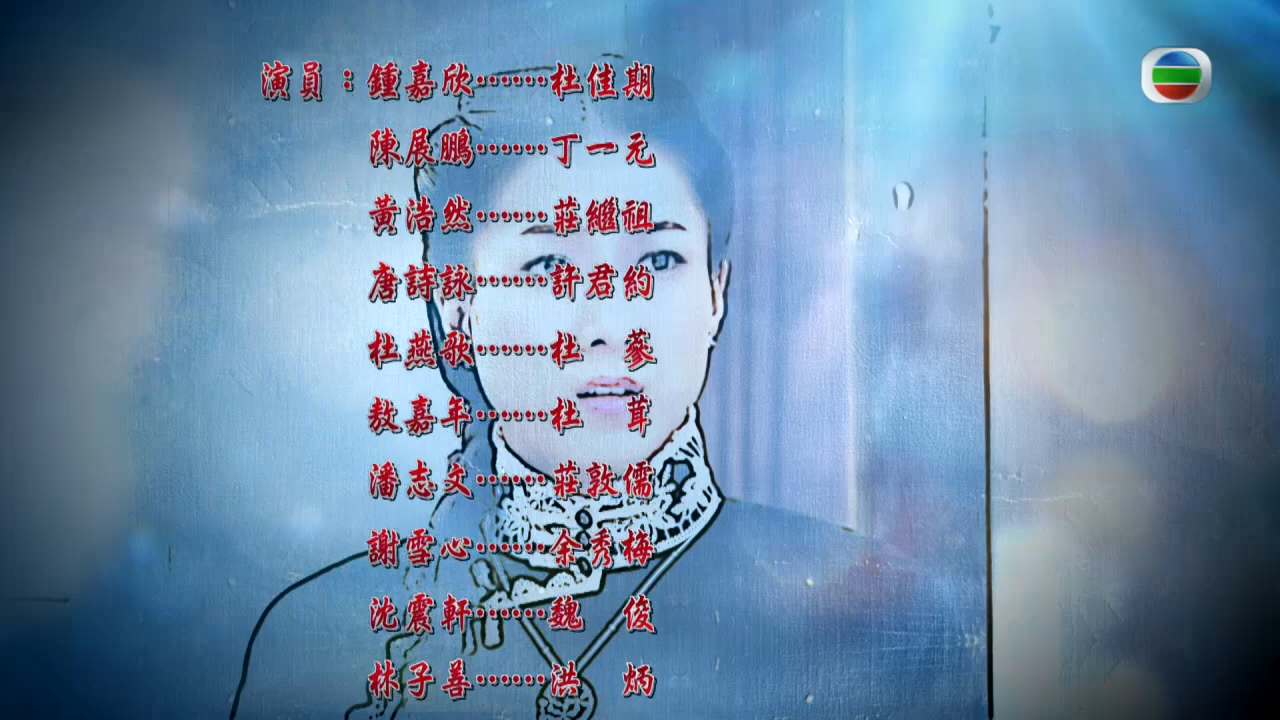 演員：鍾嘉欣⋯⋯杜佳期
陳展鵬⋯⋯丁一元
黃浩然⋯⋯莊繼祖
唐詩詠⋯⋯許君約
杜燕歌⋯⋯杜　蔘
敖嘉年⋯⋯杜　茸
潘志文⋯⋯莊敦儒
謝雪心⋯⋯余秀梅
沈震軒⋯⋯魏　俊
林子善⋯⋯洪　炳